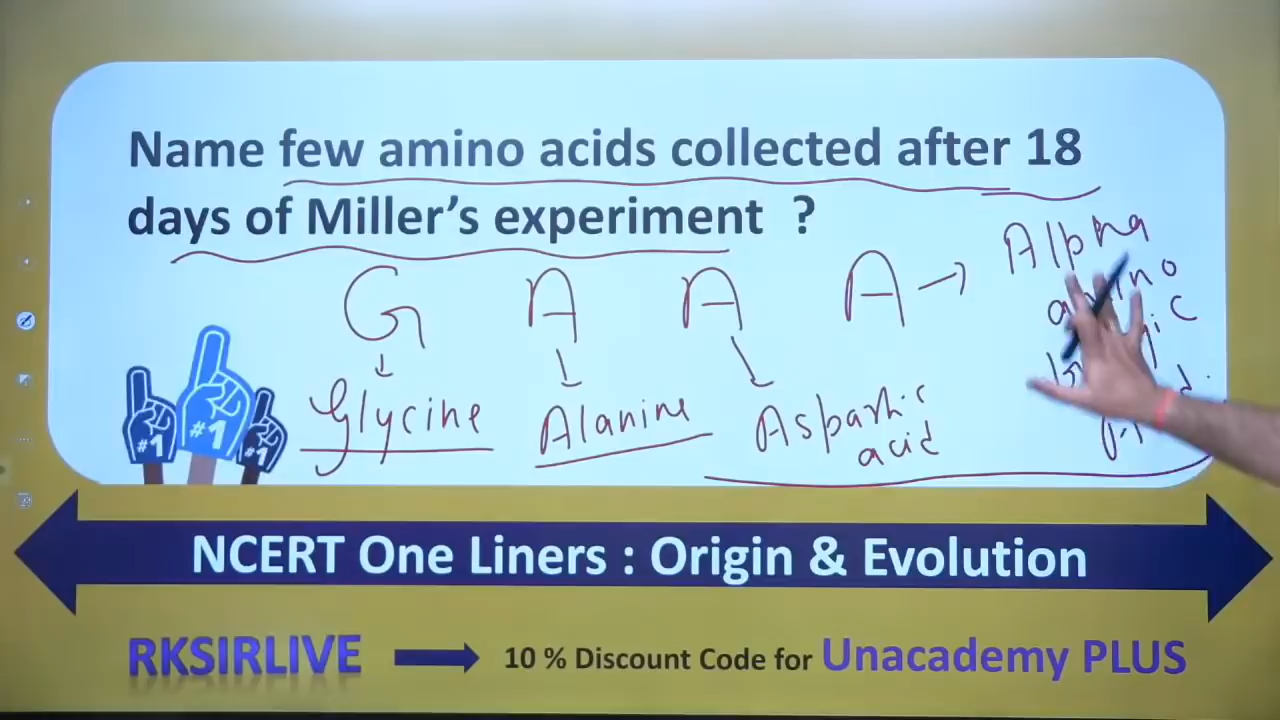 Name few amino acids collected after 18
days of Miller's experiment ?
G A A A → Alpha
amino
Glycine Alanine Aspartic
acid
#1 #1 #1
NCERT One Liners : Origin & Evolution
RKSIRLIVE → 10 % Discount Code for Unacademy PLUS